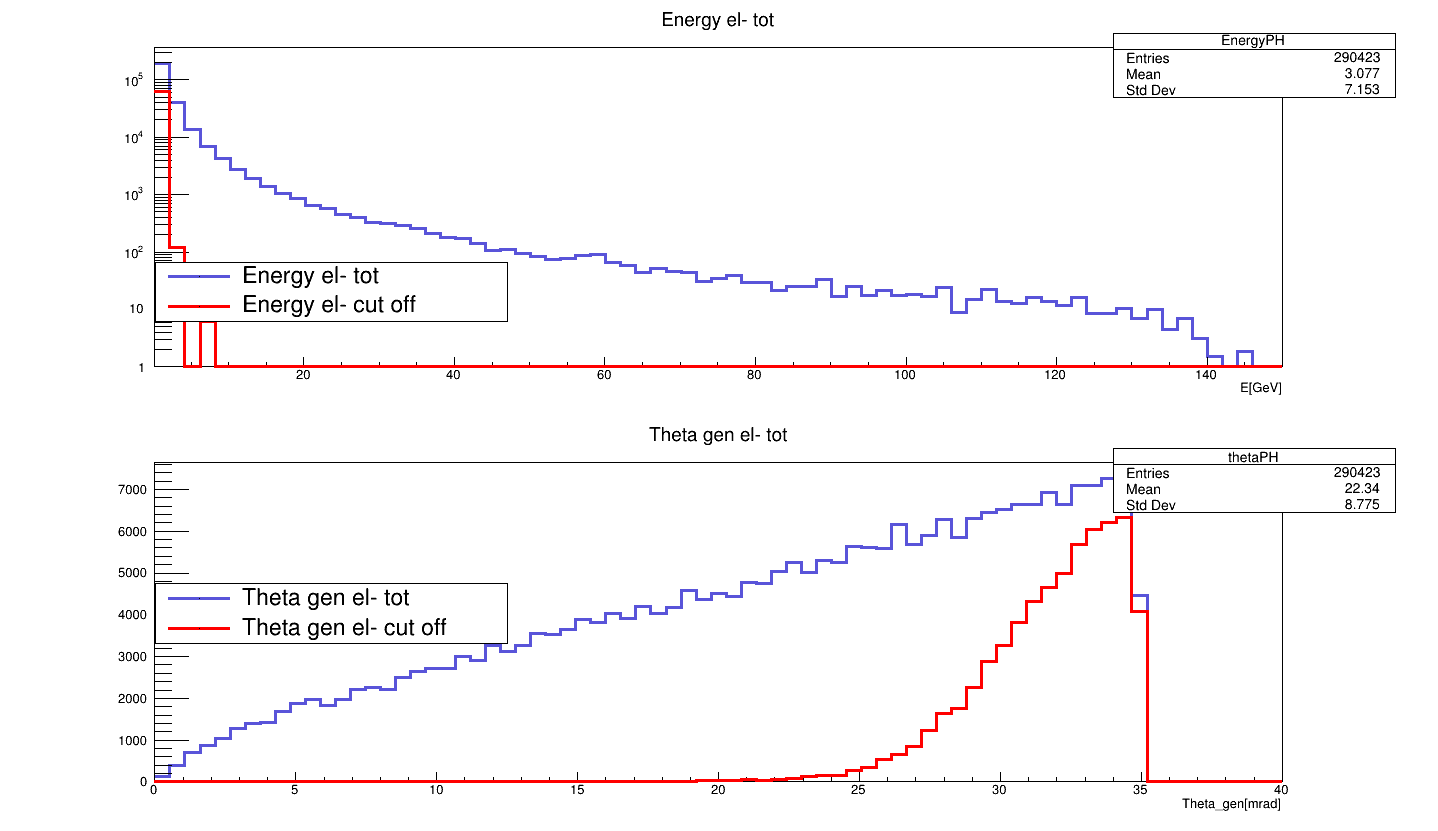 Energy el- tot
EnergyPH
Entries 290423
Mean 3.077
Std Dev 7.153
10^5
10^4
10^3
10^2
10
1
Energy el- tot
Energy el- cut off
20 40 60 80 100 120 140
E[GeV]
Theta gen el- tot
thetaPH
Entries 290423
Mean 22.34
Std Dev 8.775
7000
6000
5000
4000
3000
2000
1000
0
Theta gen el- tot
Theta gen el- cut off
0 5 10 15 20 25 30 35 40
Theta_gen[mrad]